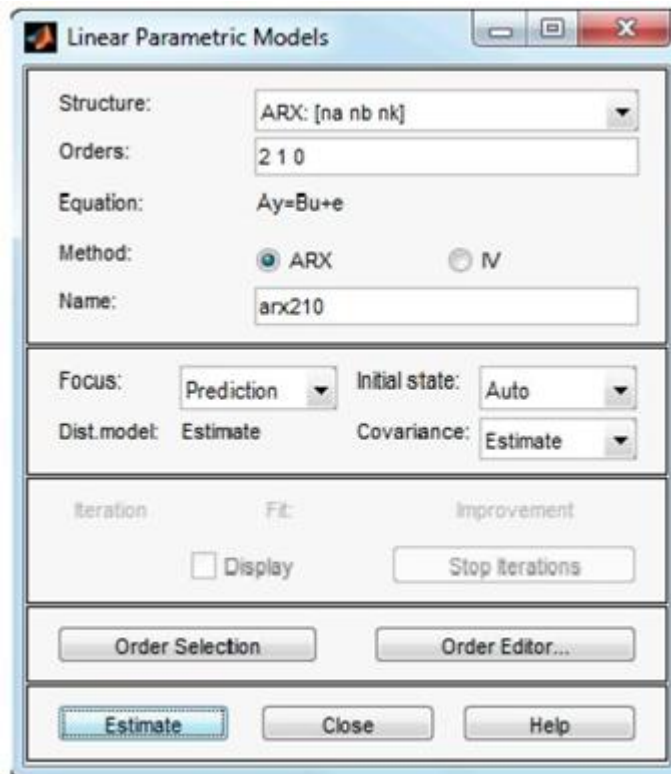 Linear Parametric Models
Structure: ARX: [na nb nk]
Orders: 2 1 0
Equation: Ay=Bu+e
Method: ARX IV
Name: arx210
Focus: Prediction Initial state: Auto
Dist.model: Estimate Covariance: Estimate
Iteration Fit: Improvement
Display Stop Iterations
Order Selection Order Editor...
Estimate Close Help